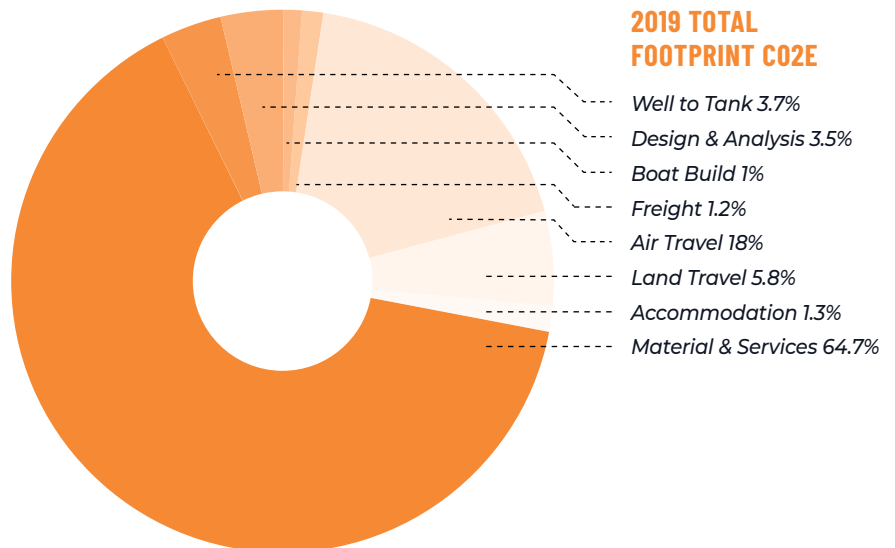 2019 TOTAL
FOOTPRINT CO2E
Well to Tank 3.7%
Design & Analysis 3.5%
Boat Build 1%
Freight 1.2%
Air Travel 18%
Land Travel 5.8%
Accommodation 1.3%
Material & Services 64.7%